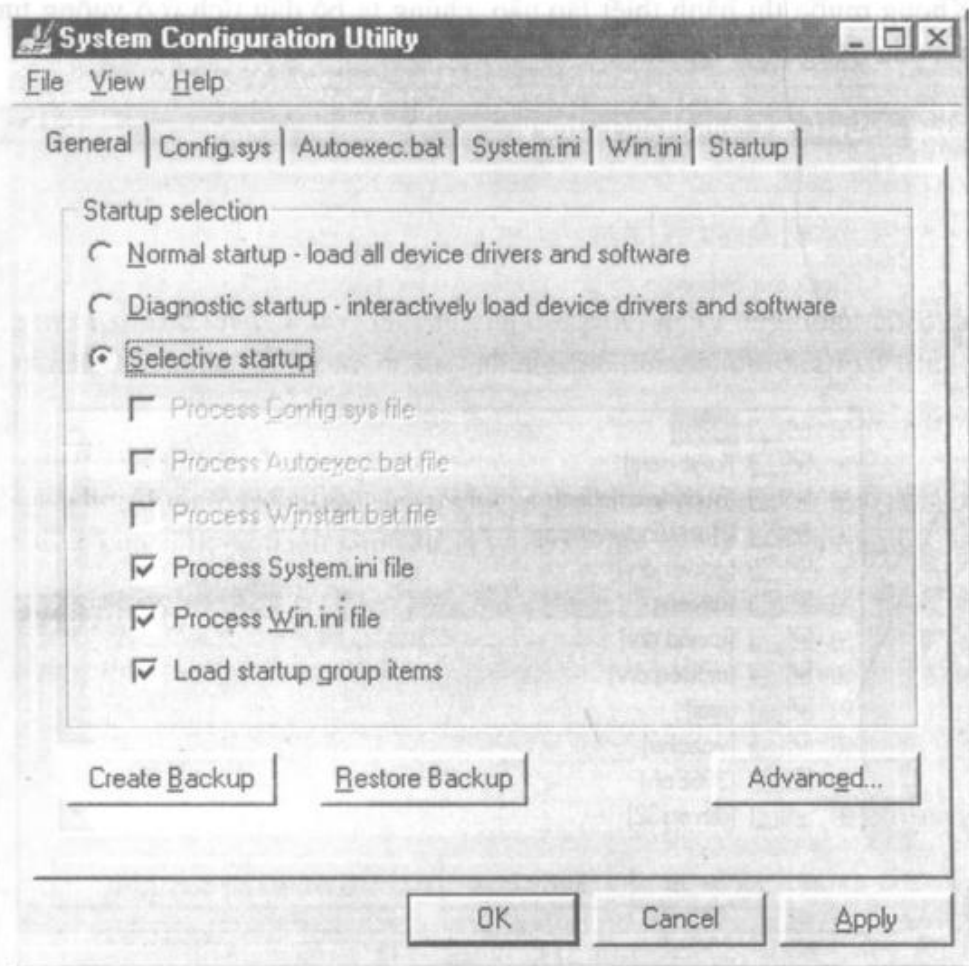 System Configuration Utility
File View Help
General Config.sys Autoexec.bat System.ini Win.ini Startup
Startup selection
Normal startup - load all device drivers and software
Diagnostic startup - interactively load device drivers and software
Selective startup
Process Config.sys file
Process Autoexec.bat file
Process Winstart.bat file
Process System.ini file
Process Win.ini file
Load startup group items
Create Backup Restore Backup Advanced...
OK Cancel Apply